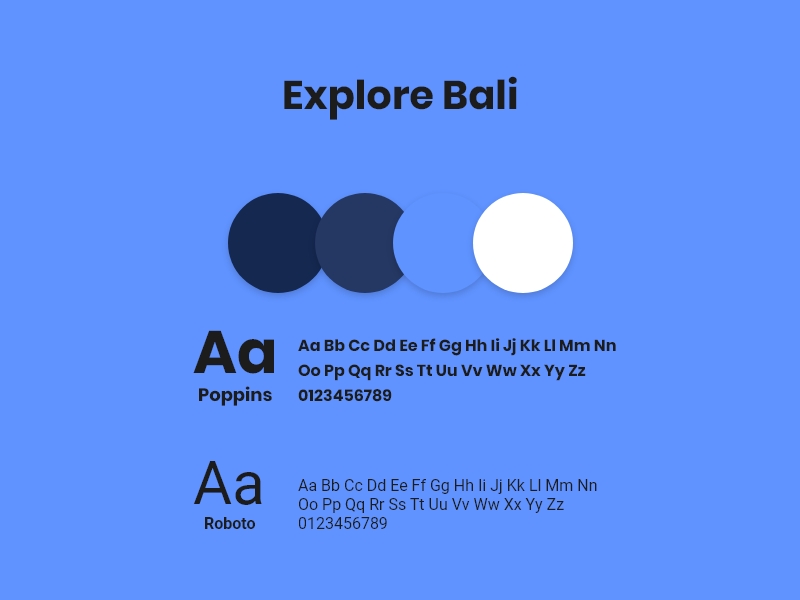 Explore Bali
Aa
Poppins
Aa Bb Cc Dd Ee Ff Gg Hh Ii Jj Kk Ll Mm Nn
Oo Pp Qq Rr Ss Tt Uu Vv Ww Xx Yy Zz
0123456789
Aa
Roboto
Aa Bb Cc Dd Ee Ff Gg Hh Ii Jj Kk Ll Mm Nn
Oo Pp Qq Rr Ss Tt Uu Vv Ww Xx Yy Zz
0123456789